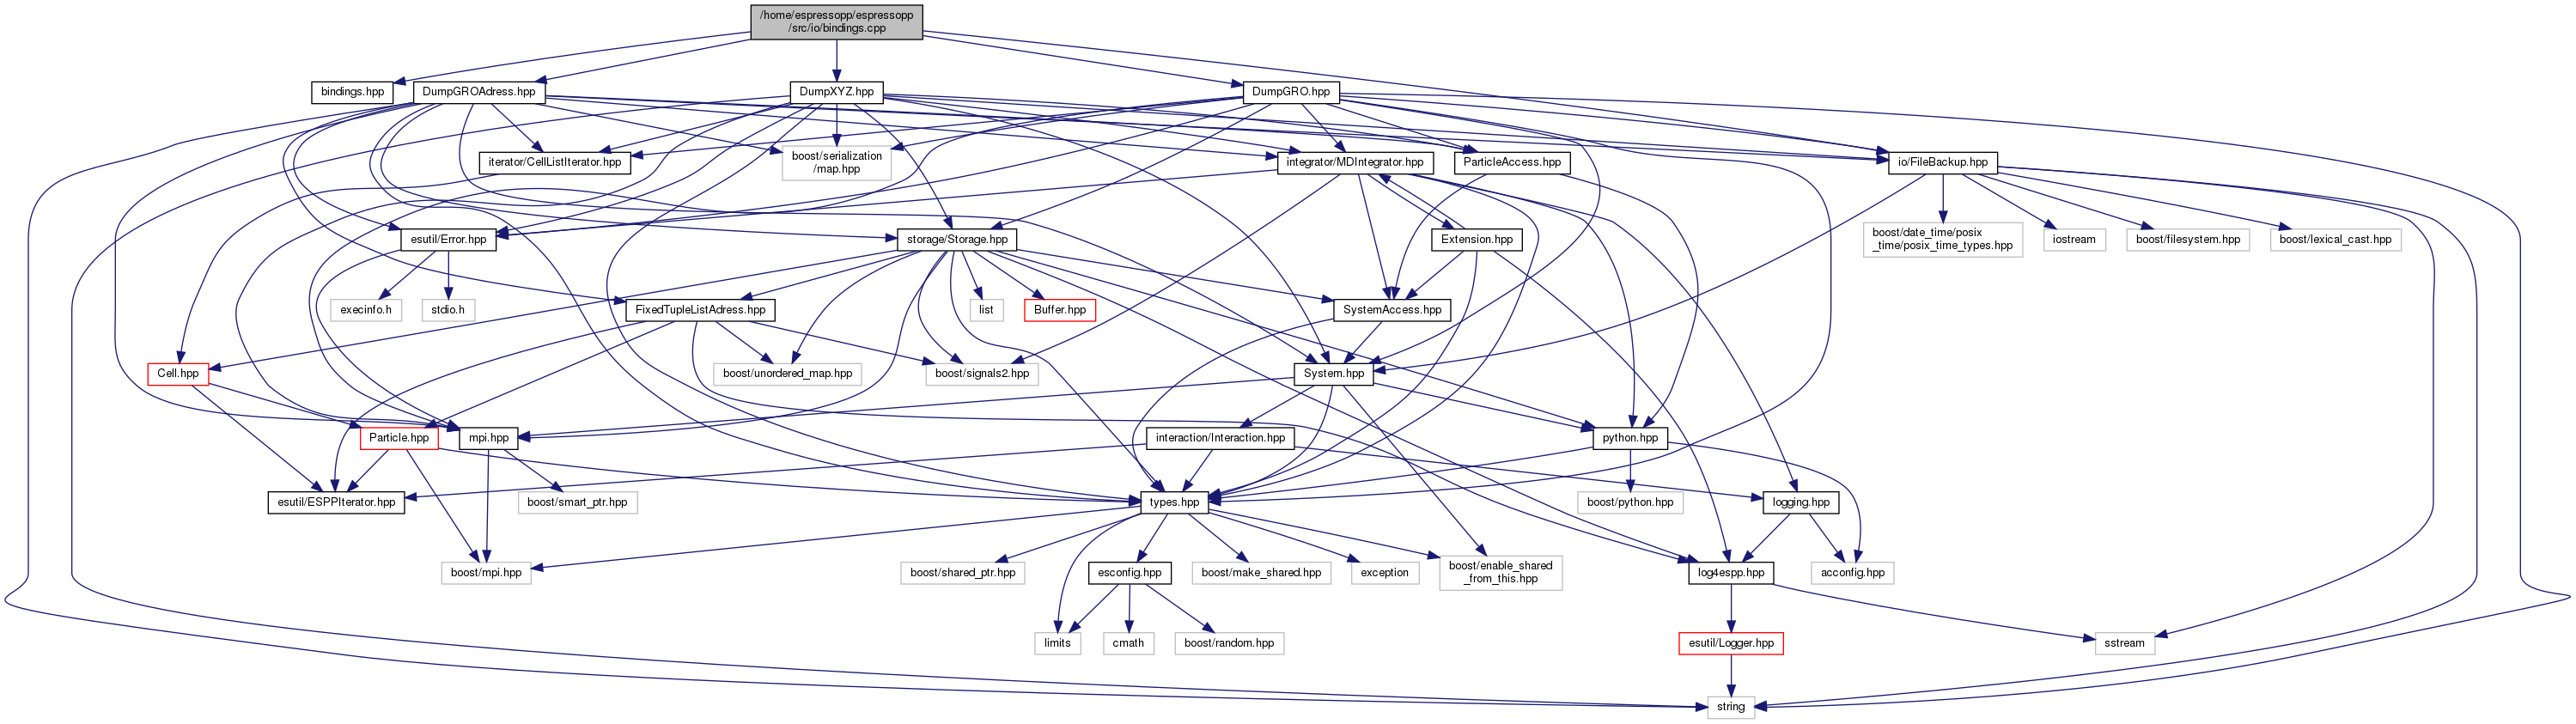 /home/espressopp/espressopp
/src/io/bindings.cpp
bindings.hpp
DumpGROAdress.hpp
DumpXYZ.hpp
DumpGRO.hpp
iterator/CellListIterator.hpp
boost/serialization
/map.hpp
integrator/MDIntegrator.hpp
ParticleAccess.hpp
io/FileBackup.hpp
esutil/Error.hpp
storage/Storage.hpp
Extension.hpp
boost/date_time/posix
_time/posix_time_types.hpp
iostream
boost/filesystem.hpp
boost/lexical_cast.hpp
execinfo.h
stdio.h
FixedTupleListAdress.hpp
list
Buffer.hpp
SystemAccess.hpp
Cell.hpp
boost/unordered_map.hpp
boost/signals2.hpp
System.hpp
Particle.hpp
mpi.hpp
interaction/Interaction.hpp
python.hpp
esutil/ESPPIterator.hpp
boost/smart_ptr.hpp
types.hpp
boost/python.hpp
logging.hpp
boost/mpi.hpp
boost/shared_ptr.hpp
esconfig.hpp
boost/make_shared.hpp
exception
boost/enable_shared
_from_this.hpp
log4espp.hpp
acconfig.hpp
limits
cmath
boost/random.hpp
esutil/Logger.hpp
sstream
string